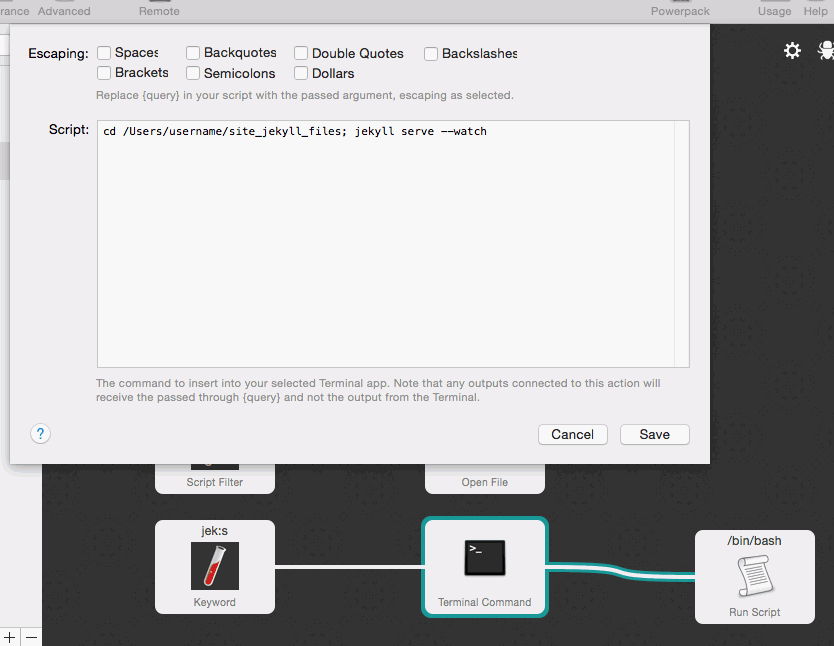 rance Advanced Remote Powerpack Usage Help
Escaping: Spaces Backquotes Double Quotes Backslashes
Brackets Semicolons Dollars
Replace {query} in your script with the passed argument, escaping as selected.
Script: cd /Users/username/site_jekyll_files; jekyll serve --watch
The command to insert into your selected Terminal app. Note that any outputs connected to this action will
receive the passed through {query} and not the output from the Terminal.
? Cancel Save
Script Filter Open File
jek:s >_ /bin/bash
Keyword Terminal Command Run Script